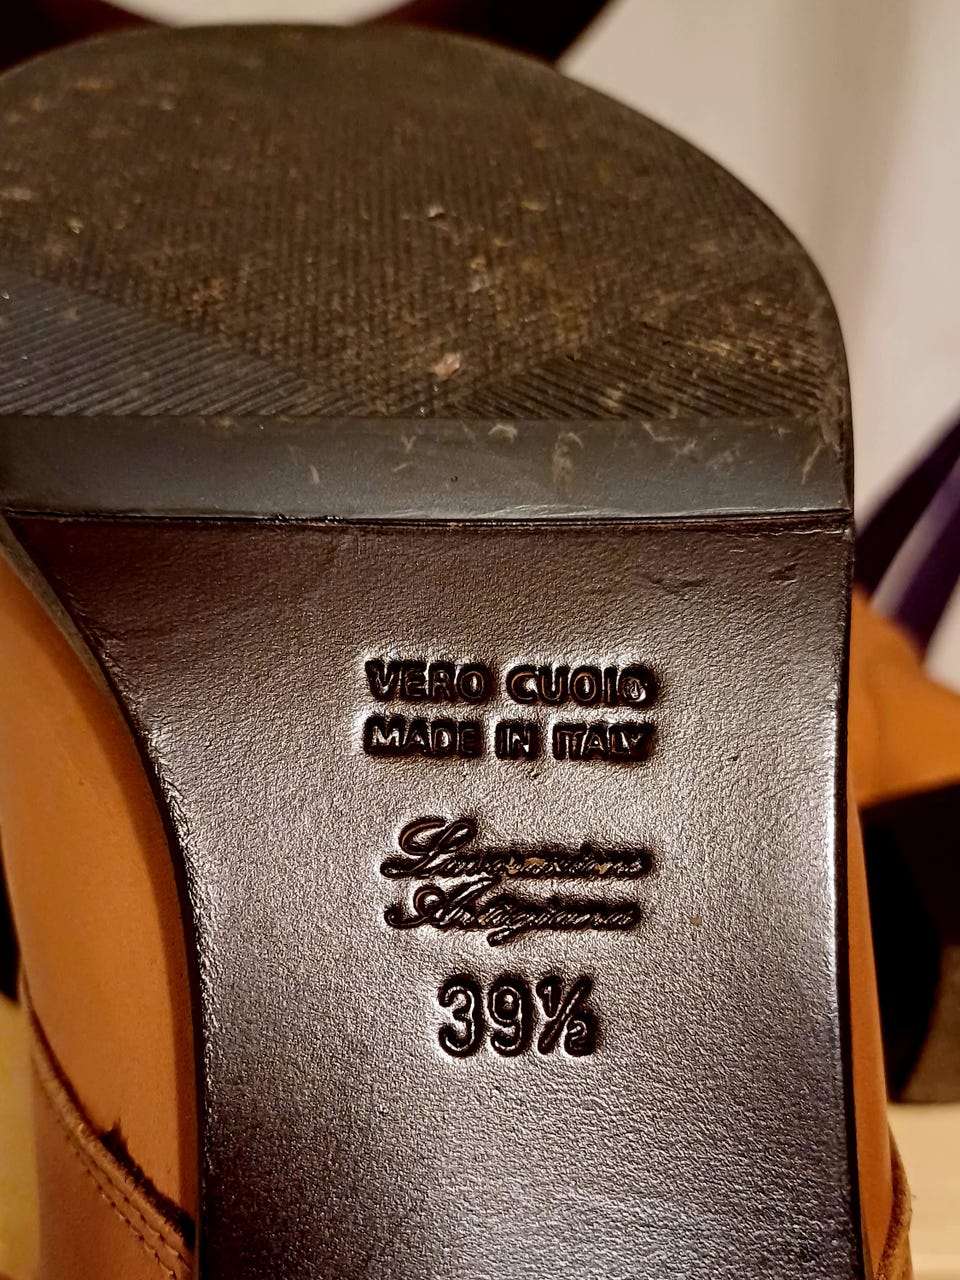 VERO CUOIO
MADE IN ITALY
Lavorazione
Artigiana
39½